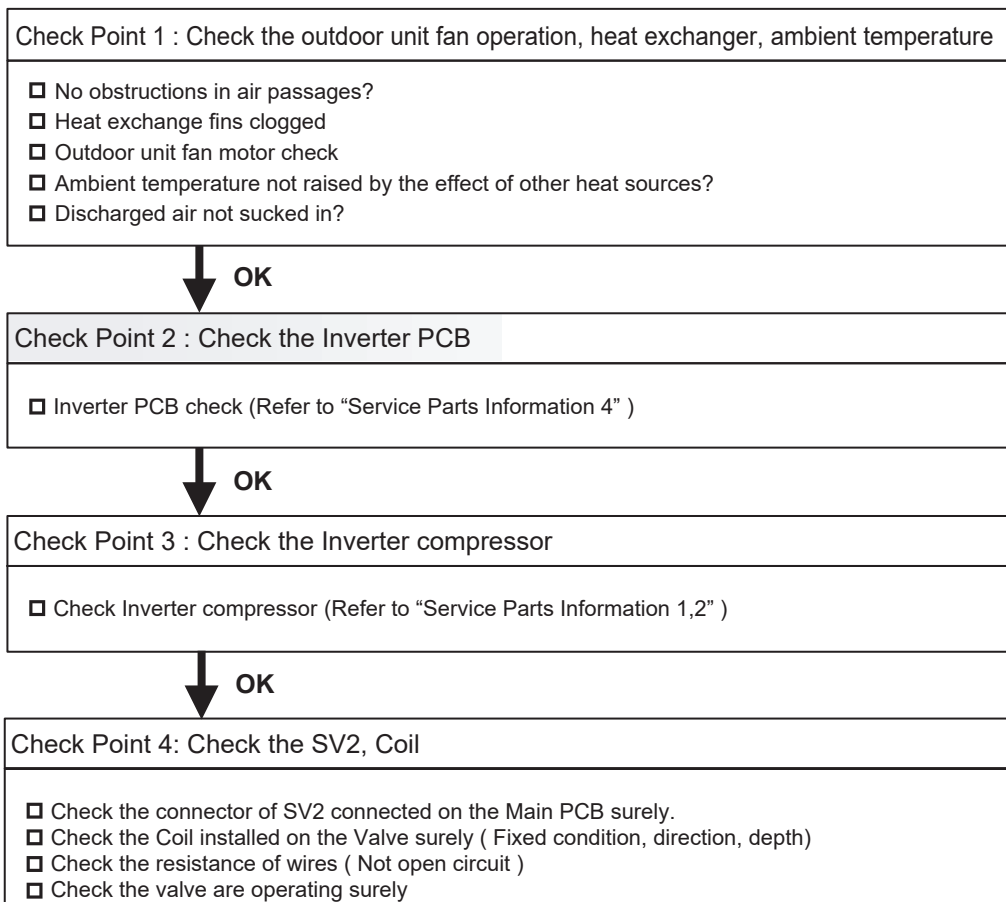 Check Point 1 : Check the outdoor unit fan operation, heat exchanger, ambient temperature
☐ No obstructions in air passages?
☐ Heat exchange fins clogged
☐ Outdoor unit fan motor check
☐ Ambient temperature not raised by the effect of other heat sources?
☐ Discharged air not sucked in?
OK
Check Point 2 : Check the Inverter PCB
☐ Inverter PCB check (Refer to “Service Parts Information 4” )
OK
Check Point 3 : Check the Inverter compressor
☐ Check Inverter compressor (Refer to “Service Parts Information 1,2” )
OK
Check Point 4: Check the SV2, Coil
☐ Check the connector of SV2 connected on the Main PCB surely.
☐ Check the Coil installed on the Valve surely ( Fixed condition, direction, depth)
☐ Check the resistance of wires ( Not open circuit )
☐ Check the valve are operating surely